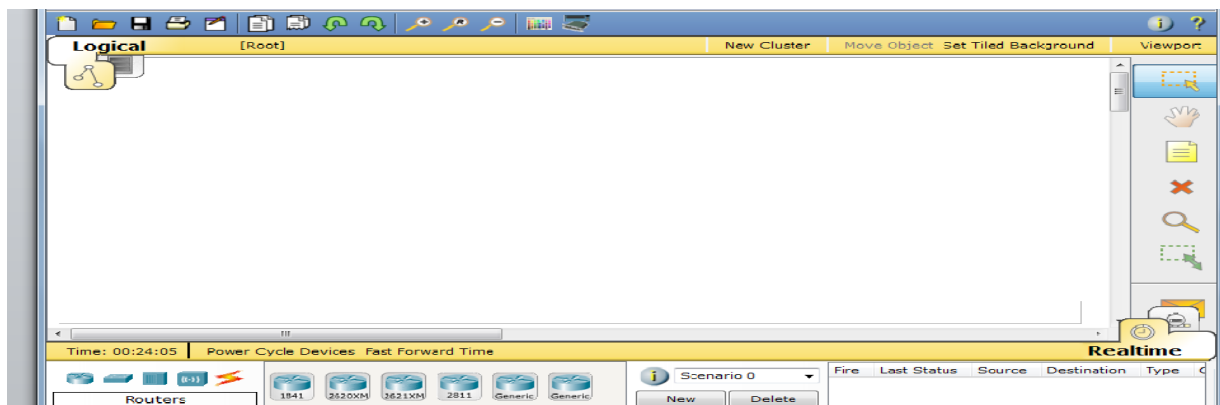 Logical [Root] New Cluster Move Object Set Tiled Background Viewport
Time: 00:24:05 Power Cycle Devices Fast Forward Time Realtime
Scenario 0 Fire Last Status Source Destination Type
Routers 1841 2620XM 2621XM 2811 Generic Generic New Delete